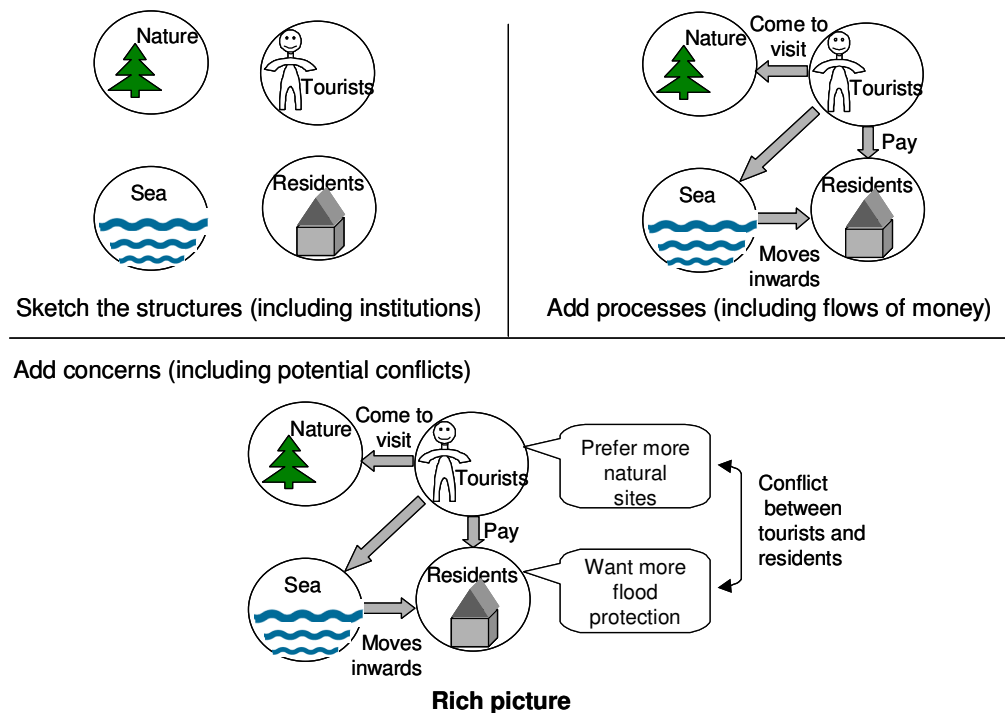 Nature
Tourists
Sea
Residents
Sketch the structures (including institutions)
Nature
Come to
visit
Tourists
Pay
Sea
Residents
Moves
inwards
Add processes (including flows of money)
Add concerns (including potential conflicts)
Nature
Come to
visit
Tourists
Prefer more
natural
sites
Conflict
between
tourists and
residents
Pay
Sea
Residents
Want more
flood
protection
Moves
inwards
Rich picture